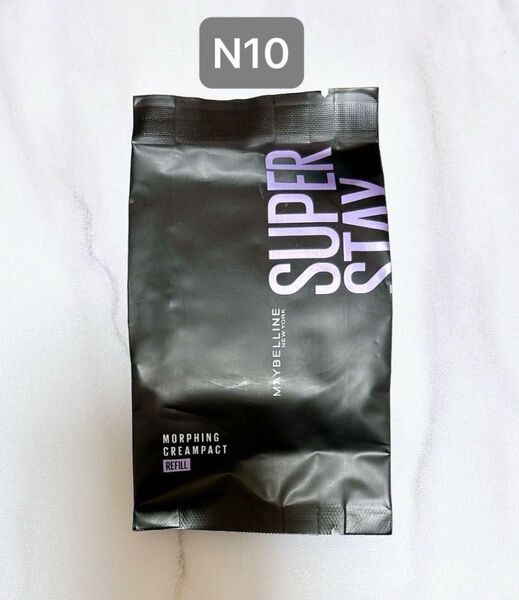 N10
SUPER
STAY
MAYBELLINE
NEW YORK
MORPHING
CREAMPACT
REFILL